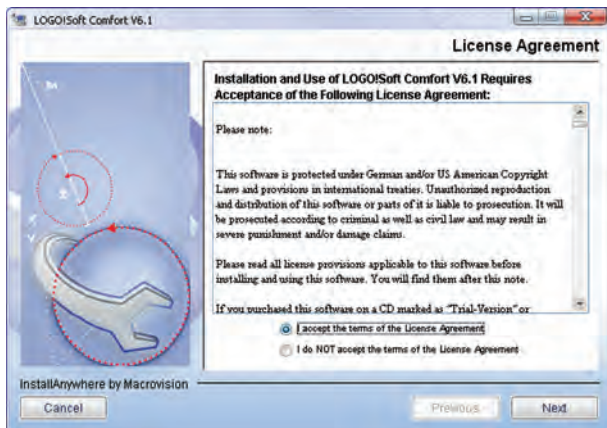 LOGO!Soft Comfort V6.1
License Agreement
Installation and Use of LOGO!Soft Comfort V6.1 Requires
Acceptance of the Following License Agreement:
Please note:
This software is protected under German and/or US American Copyright
Laws and provisions in international treaties. Unauthorized reproduction
and distribution of this software or parts of it is liable to prosecution. It will
be prosecuted according to criminal as well as civil law and may result in
severe punishment and/or damage claims.
Please read all license provisions applicable to this software before
installing and using this software. You will find them after this note.
If you purchased this software on a CD marked as "Trial-Version" or
I accept the terms of the License Agreement
I do NOT accept the terms of the License Agreement
InstallAnywhere by Macrovision
Cancel
Previous
Next